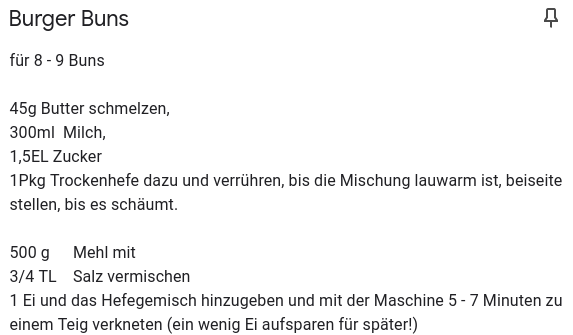 Burger Buns
für 8 - 9 Buns
45g Butter schmelzen,
300ml  Milch,
1,5EL Zucker
1Pkg Trockenhefe dazu und verrühren, bis die Mischung lauwarm ist, beiseite
stellen, bis es schäumt.
500 g     Mehl mit
3/4 TL    Salz vermischen
1 Ei und das Hefegemisch hinzugeben und mit der Maschine 5 - 7 Minuten zu
einem Teig verkneten (ein wenig Ei aufsparen für später!)